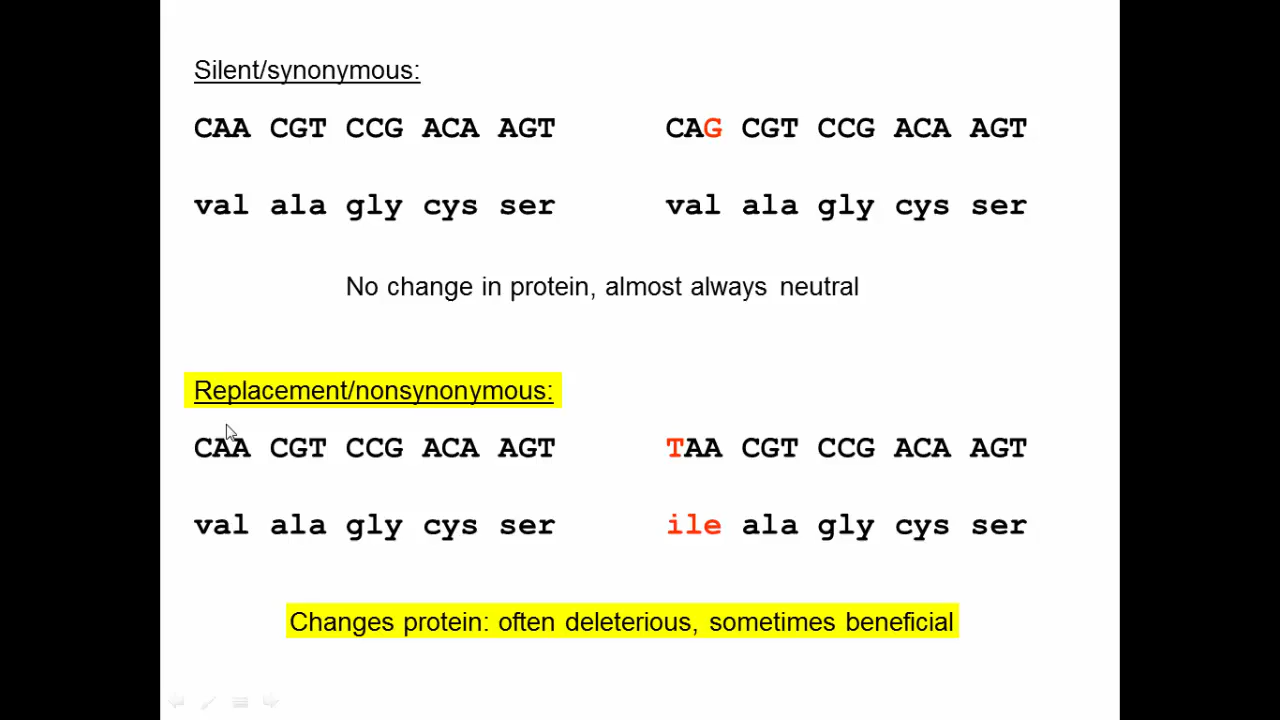 Silent/synonymous:
CAA CGT CCG ACA AGT
CAG CGT CCG ACA AGT
val ala gly cys ser
val ala gly cys ser
No change in protein, almost always neutral
Replacement/nonsynonymous:
CAA CGT CCG ACA AGT
TAA CGT CCG ACA AGT
val ala gly cys ser
ile ala gly cys ser
Changes protein: often deleterious, sometimes beneficial